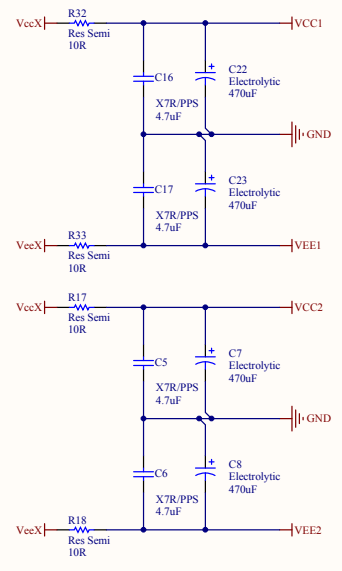 R32
VccX
VCC1
Res Semi
10R
C16
C22
Electrolytic
470uF
X7R/PPS
4.7uF
GND
C17
C23
Electrolytic
470uF
X7R/PPS
4.7uF
R33
VeeX
VEE1
Res Semi
10R
R17
VccX
VCC2
Res Semi
10R
C5
C7
Electrolytic
470uF
X7R/PPS
4.7uF
GND
C6
C8
Electrolytic
470uF
X7R/PPS
4.7uF
R18
VeeX
VEE2
Res Semi
10R